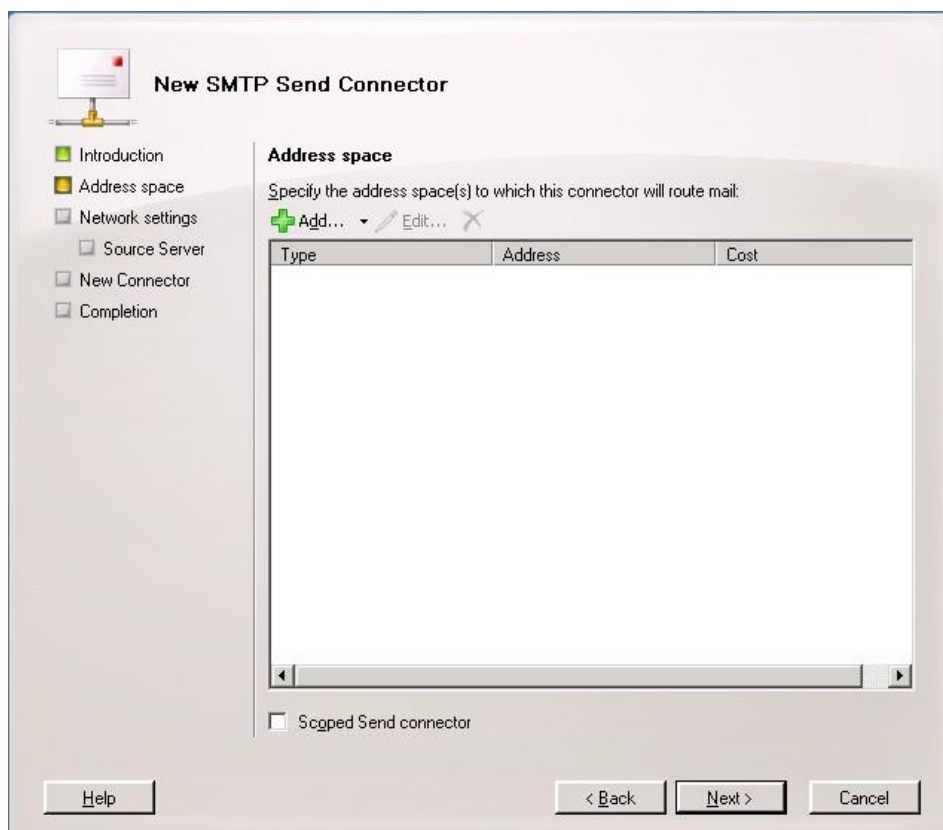 New SMTP Send Connector
Introduction
Address space
Network settings
Source Server
New Connector
Completion
Address space
Specify the address space(s) to which this connector will route mail:
Add... Edit...
Type Address Cost
Scoped Send connector
Help < Back Next > Cancel